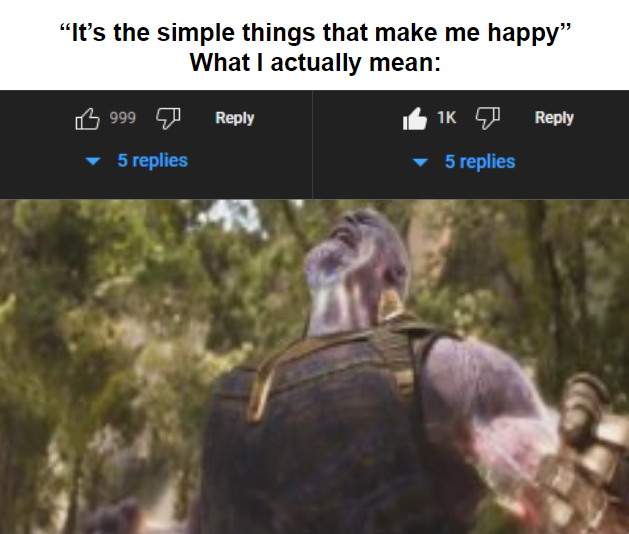 “It’s the simple things that make me happy”
What I actually mean:
999 Reply 1K Reply
5 replies 5 replies